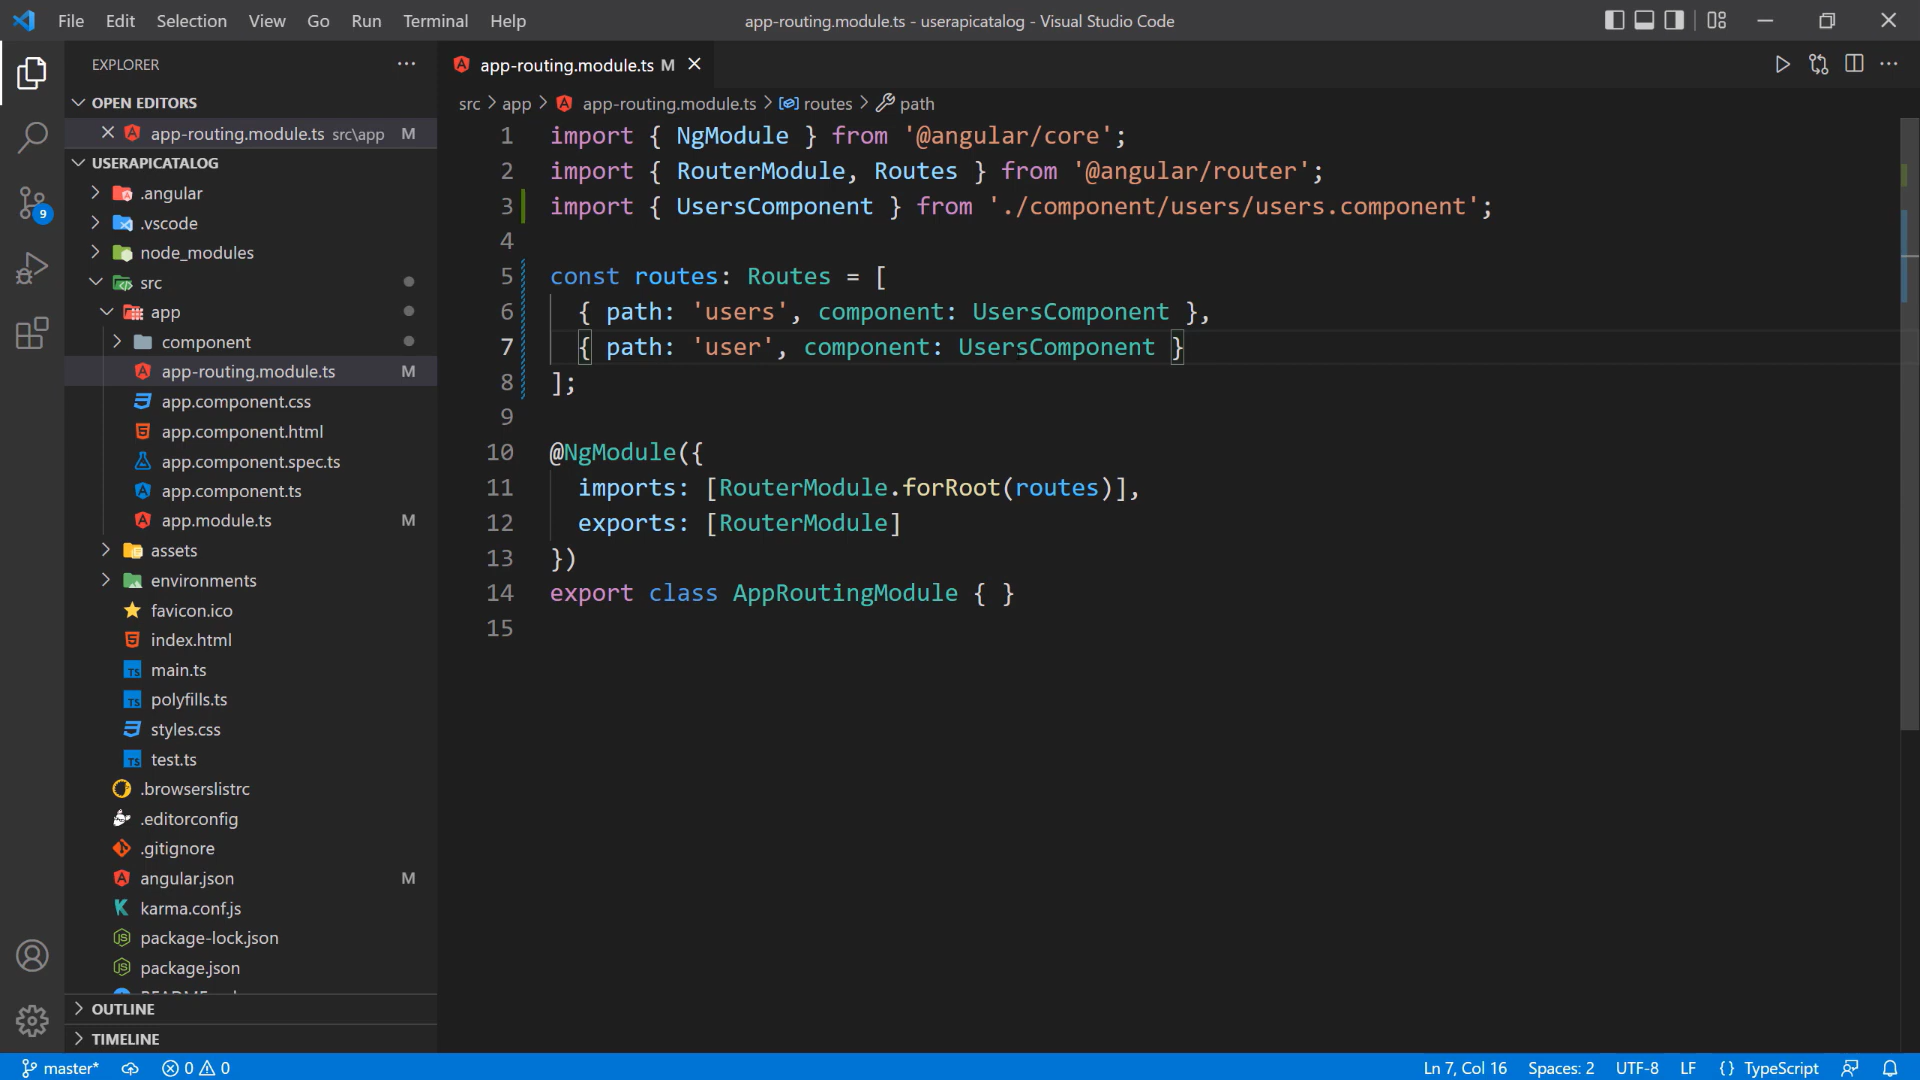 File Edit Selection View Go Run Terminal Help app-routing.module.ts - userapicatalog - Visual Studio Code
EXPLORER
OPEN EDITORS
app-routing.module.ts src\app M
USERAPICATALOG
.angular
.vscode
node_modules
src
app
component
app-routing.module.ts M
app.component.css
app.component.html
app.component.spec.ts
app.component.ts
app.module.ts M
assets
environments
favicon.ico
index.html
main.ts
polyfills.ts
styles.css
test.ts
.browserslistrc
.editorconfig
.gitignore
angular.json M
karma.conf.js
package-lock.json
package.json
OUTLINE
TIMELINE
9
app-routing.module.ts M
src > app > app-routing.module.ts > routes > path
1 import { NgModule } from '@angular/core';
2 import { RouterModule, Routes } from '@angular/router';
3 import { UsersComponent } from './component/users/users.component';
4
5 const routes: Routes = [
6 { path: 'users', component: UsersComponent },
7 { path: 'user', component: UsersComponent }
8 ];
9
10 @NgModule({
11 imports: [RouterModule.forRoot(routes)],
12 exports: [RouterModule]
13 })
14 export class AppRoutingModule { }
15
master* 0 0 Ln 7, Col 16 Spaces: 2 UTF-8 LF {} TypeScript